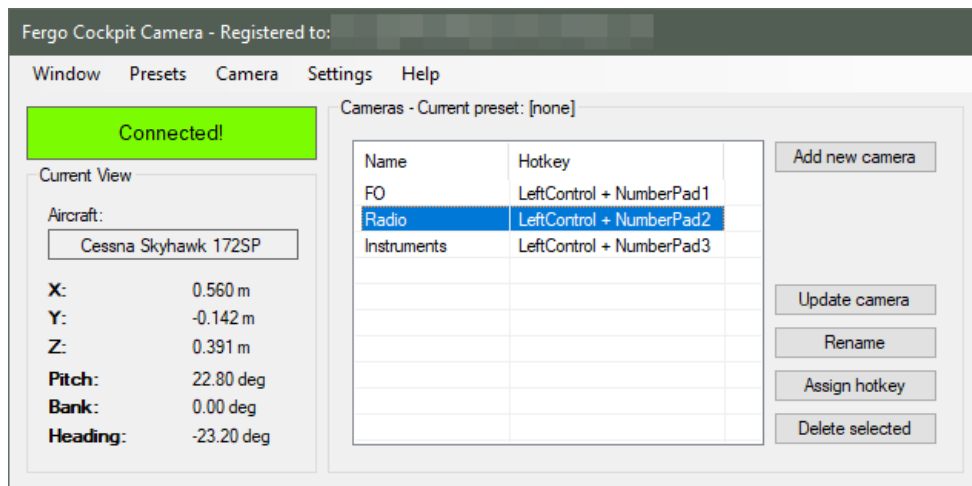 Fergo Cockpit Camera - Registered to:
Window Presets Camera Settings Help
Connected!
Current View
Aircraft:
Cessna Skyhawk 172SP
X: 0.560 m
Y: -0.142 m
Z: 0.391 m
Pitch: 22.80 deg
Bank: 0.00 deg
Heading: -23.20 deg
Cameras - Current preset: [none]
Name Hotkey
FO LeftControl + NumberPad1
Radio LeftControl + NumberPad2
Instruments LeftControl + NumberPad3
Add new camera
Update camera
Rename
Assign hotkey
Delete selected